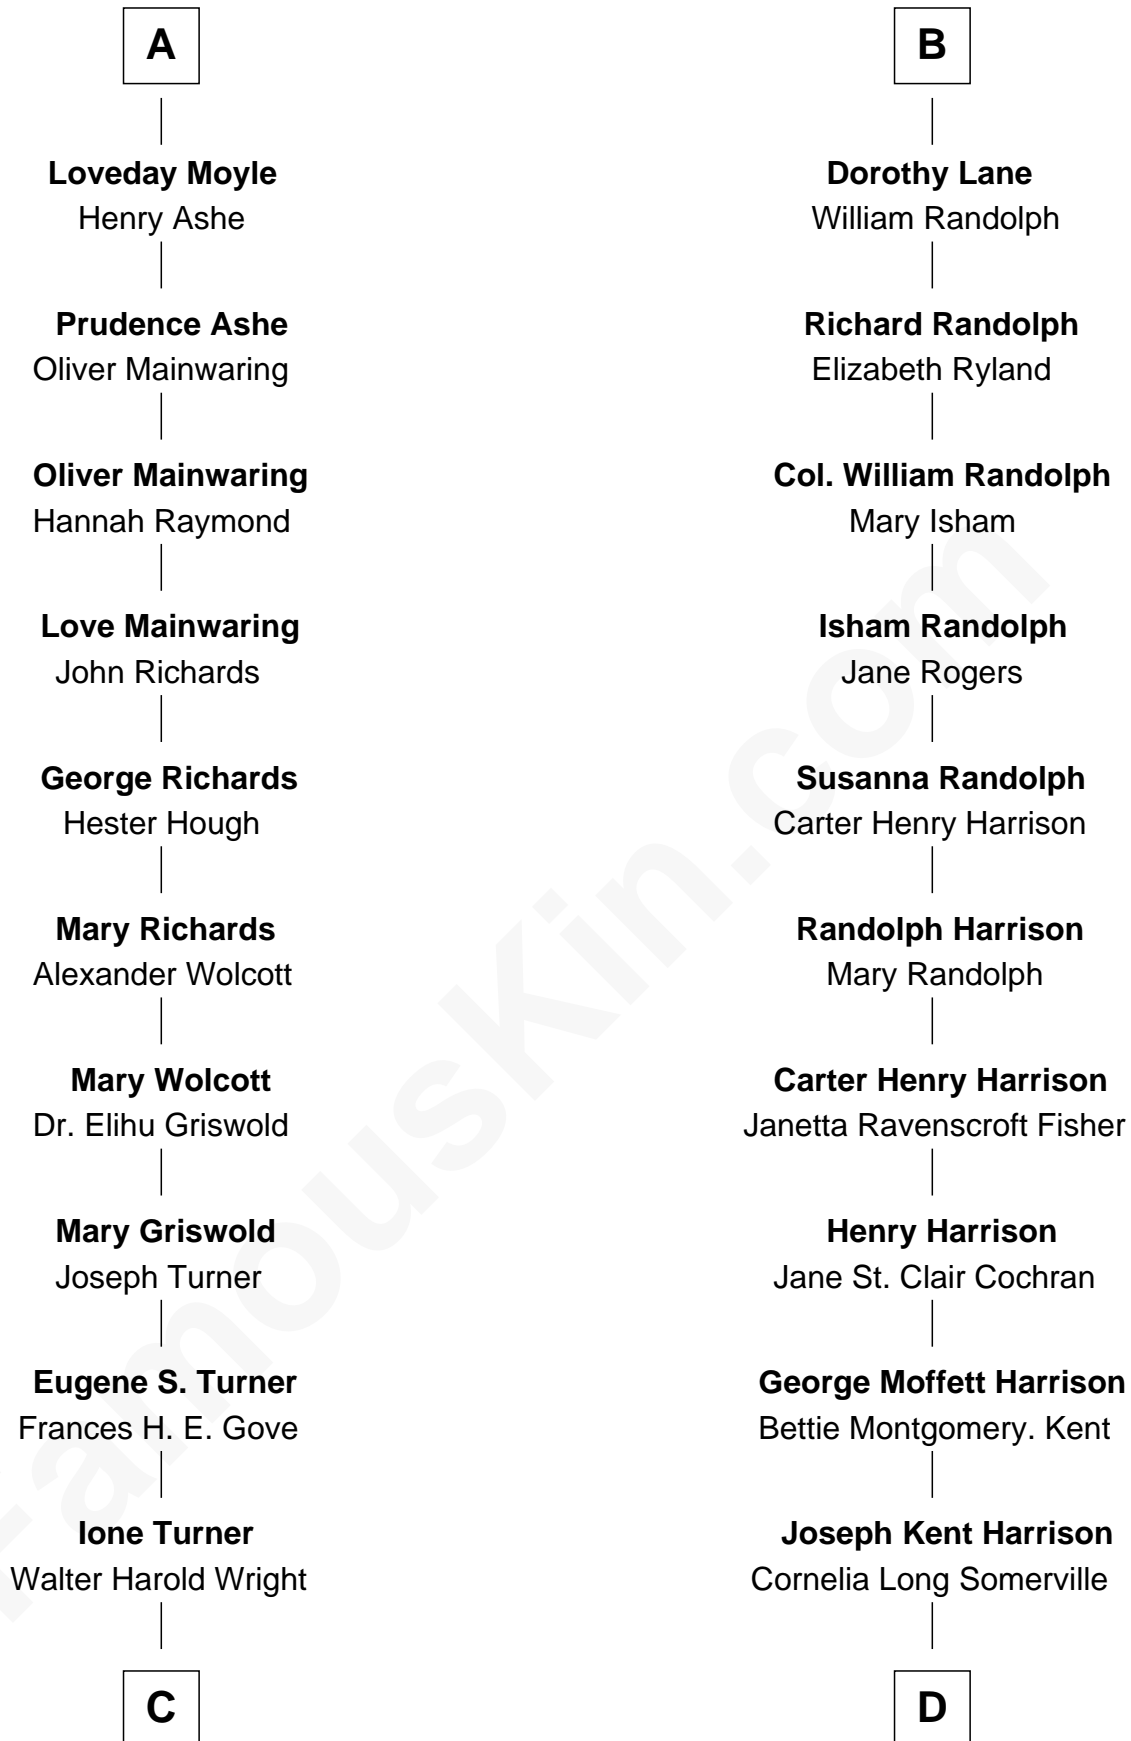 A
Loveday Moyle
Henry Ashe
Prudence Ashe
Oliver Mainwaring
Oliver Mainwaring
Hannah Raymond
Love Mainwaring
John Richards
George Richards
Hester Hough
Mary Richards
Alexander Wolcott
Mary Wolcott
Dr. Elihu Griswold
Mary Griswold
Joseph Turner
Eugene S. Turner
Frances H. E. Gove
Ione Turner
Walter Harold Wright
C
B
Dorothy Lane
William Randolph
Richard Randolph
Elizabeth Ryland
Col. William Randolph
Mary Isham
Isham Randolph
Jane Rogers
Susanna Randolph
Carter Henry Harrison
Randolph Harrison
Mary Randolph
Carter Henry Harrison
Janetta Ravenscroft Fisher
Henry Harrison
Jane St. Clair Cochran
George Moffett Harrison
Bettie Montgomery. Kent
Joseph Kent Harrison
Cornelia Long Somerville
D
FamousKin.com